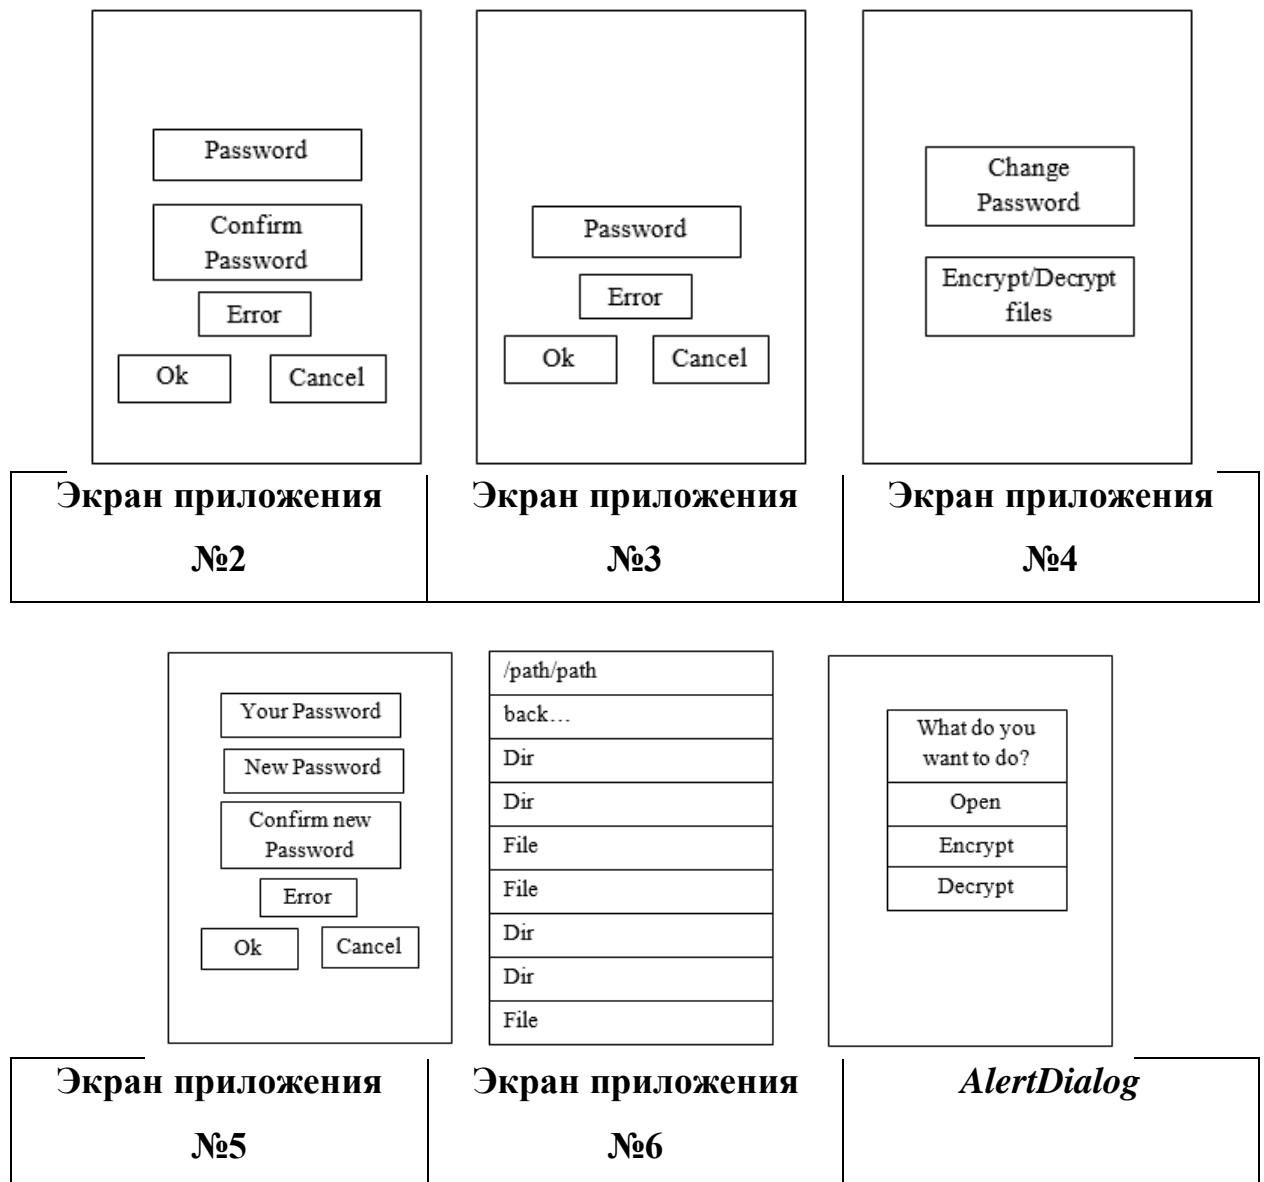 Password
Confirm
Password
Error
Ok
Cancel
Password
Error
Ok
Cancel
Change
Password
Encrypt/Decrypt
files
Экран приложения
№2
Экран приложения
№3
Экран приложения
№4
Your Password
New Password
Confirm new
Password
Error
Ok
Cancel
/path/path
back...
Dir
Dir
File
File
Dir
Dir
File
What do you
want to do?
Open
Encrypt
Decrypt
Экран приложения
№5
Экран приложения
№6
AlertDialog